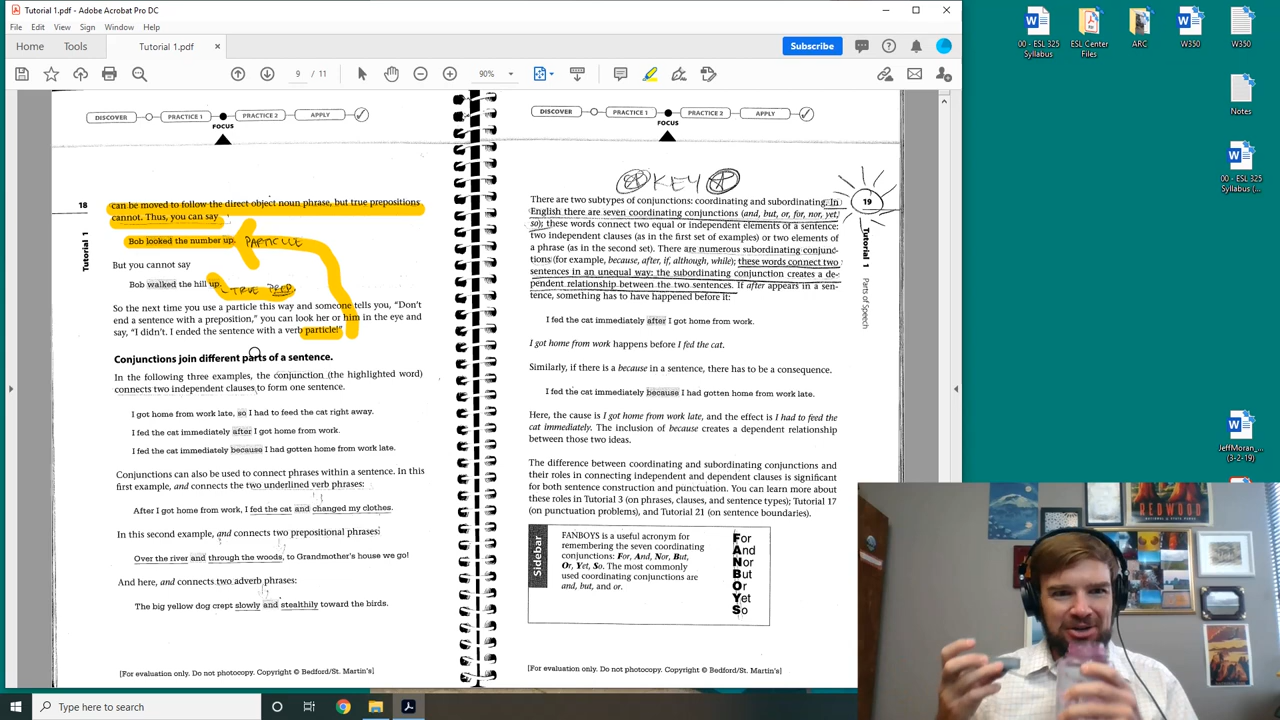 Tutorial 1.pdf - Adobe Acrobat Pro DC
File Edit View Sign Window Help
Home Tools Tutorial 1.pdf × Subscribe
9 / 11 90%
DISCOVER PRACTICE 1 PRACTICE 2 APPLY
FOCUS
18
Tutorial 1
can be moved to follow the direct object noun phrase, but true prepositions
cannot. Thus, you can say
Bob looked the number up. PARTICLE
But you cannot say
Bob walked the hill up. TRUE PREP.
So the next time you use a particle this way and someone tells you, "Don't
end a sentence with a preposition," you can look her or him in the eye and
say, "I didn't. I ended the sentence with a verb particle!"
Conjunctions join different parts of a sentence.
In the following three examples, the conjunction (the highlighted word)
connects two independent clauses to form one sentence.
I got home from work late, so I had to feed the cat right away.
I fed the cat immediately after I got home from work.
I fed the cat immediately because I had gotten home from work late.
Conjunctions can also be used to connect phrases within a sentence. In this
first example, and connects the two underlined verb phrases:
After I got home from work, I fed the cat and changed my clothes.
In this second example, and connects two prepositional phrases:
Over the river and through the woods, to Grandmother's house we go!
And here, and connects two adverb phrases:
The big yellow dog crept slowly and stealthily toward the birds.
[For evaluation only. Do not photocopy. Copyright © Bedford/St. Martin's]
DISCOVER PRACTICE 1 PRACTICE 2 APPLY
FOCUS
KEY
19
Tutorial 1 Parts of Speech
There are two subtypes of conjunctions: coordinating and subordinating. In
English there are seven coordinating conjunctions (and, but, or, for, nor, yet,
so); these words connect two equal or independent elements of a sentence:
two independent clauses (as in the first set of examples) or two elements of
a phrase (as in the second set). There are numerous subordinating conjunc-
tions (for example, because, after, if, although, while); these words connect two
sentences in an unequal way: the subordinating conjunction creates a de-
pendent relationship between the two sentences. If after appears in a sen-
tence, something has to have happened before it:
I fed the cat immediately after I got home from work.
I got home from work happens before I fed the cat.
Similarly, if there is a because in a sentence, there has to be a consequence.
I fed the cat immediately because I had gotten home from work late.
Here, the cause is I got home from work late, and the effect is I had to feed the
cat immediately. The inclusion of because creates a dependent relationship
between those two ideas.
The difference between coordinating and subordinating conjunctions and
their roles in connecting independent and dependent clauses is significant
for both sentence construction and punctuation. You can learn more about
these roles in Tutorial 3 (on phrases, clauses, and sentence types); Tutorial 17
(on punctuation problems), and Tutorial 21 (on sentence boundaries).
Sidebar
FANBOYS is a useful acronym for
remembering the seven coordinating
conjunctions: For, And, Nor, But,
Or, Yet, So. The most commonly
used coordinating conjunctions are
and, but, and or.
For
And
Nor
But
Or
Yet
So
[For evaluation only. Do not photocopy. Copyright © Bedford/St. Martin's]
00 - ESL 325 Syllabus
ESL Center Files
ARC
W350
W350
Notes
00 - ESL 325 Syllabus (...
JeffMoran_... (3-2-19)
Type here to search